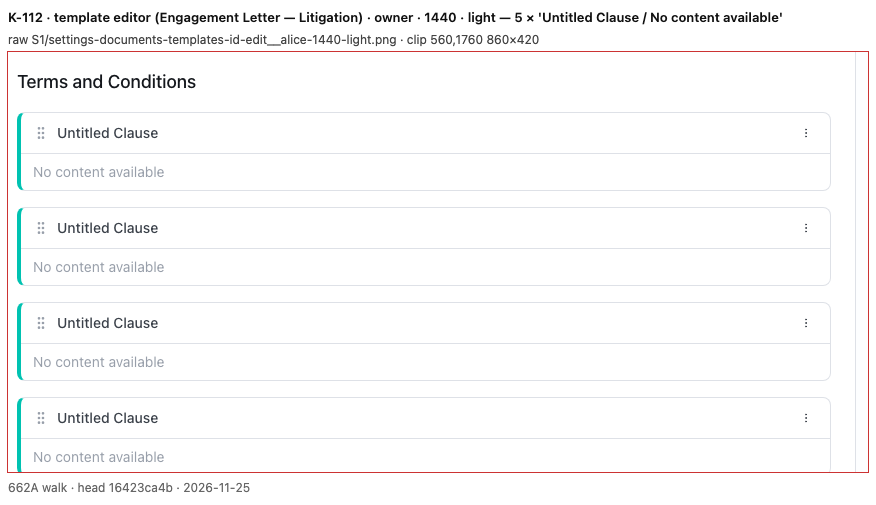 K-112 · template editor (Engagement Letter — Litigation) · owner · 1440 · light — 5 × 'Untitled Clause / No content available'
raw S1/settings-documents-templates-id-edit__alice-1440-light.png · clip 560,1760 860×420
Terms and Conditions
Untitled Clause
No content available
Untitled Clause
No content available
Untitled Clause
No content available
Untitled Clause
No content available
662A walk · head 16423ca4b · 2026-11-25